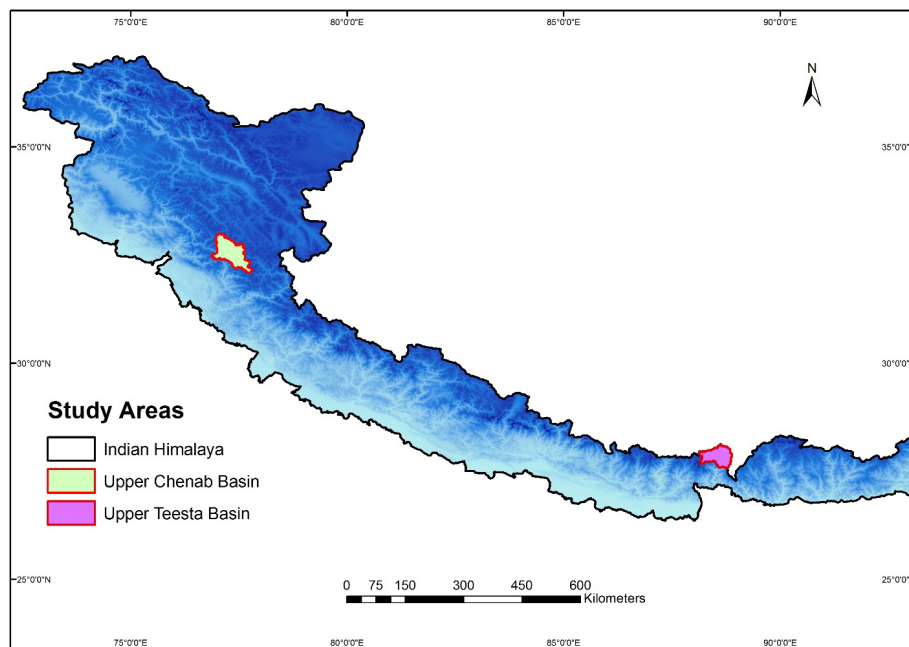 75°0'0"E 80°0'0"E 85°0'0"E 90°0'0"E
N
35°0'0"N 35°0'0"N
30°0'0"N 30°0'0"N
Study Areas
Indian Himalaya
Upper Chenab Basin
Upper Teesta Basin
25°0'0"N 25°0'0"N
0 75 150 300 450 600
Kilometers
75°0'0"E 80°0'0"E 85°0'0"E 90°0'0"E